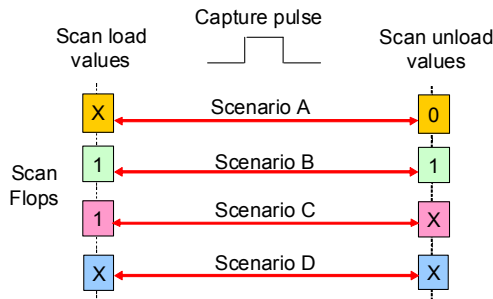 Capture pulse
Scan load
values
Scan unload
values
X
Scenario A
0
1
Scenario B
1
Scan
Flops
1
Scenario C
X
X
Scenario D
X